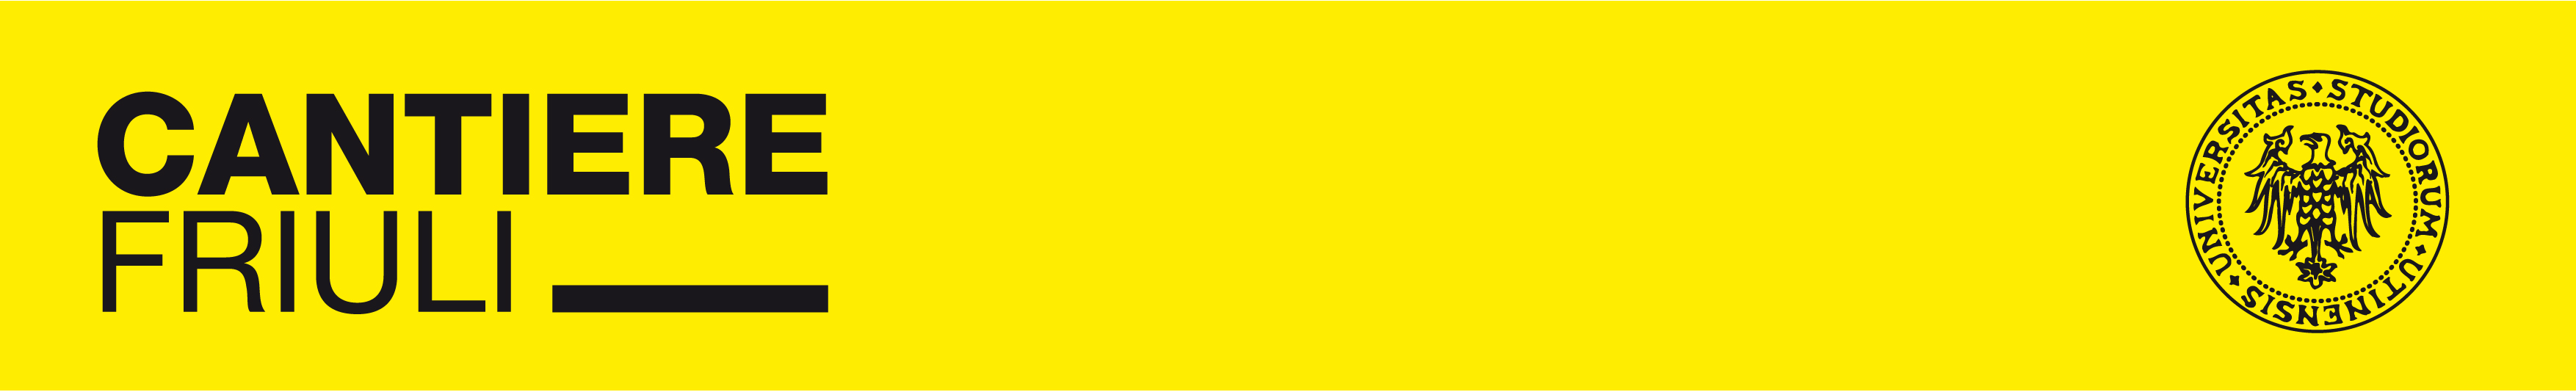 CANTIERE
FRIULI
UNIVERSITAS · STUDIORUM · UTINENSIS ·